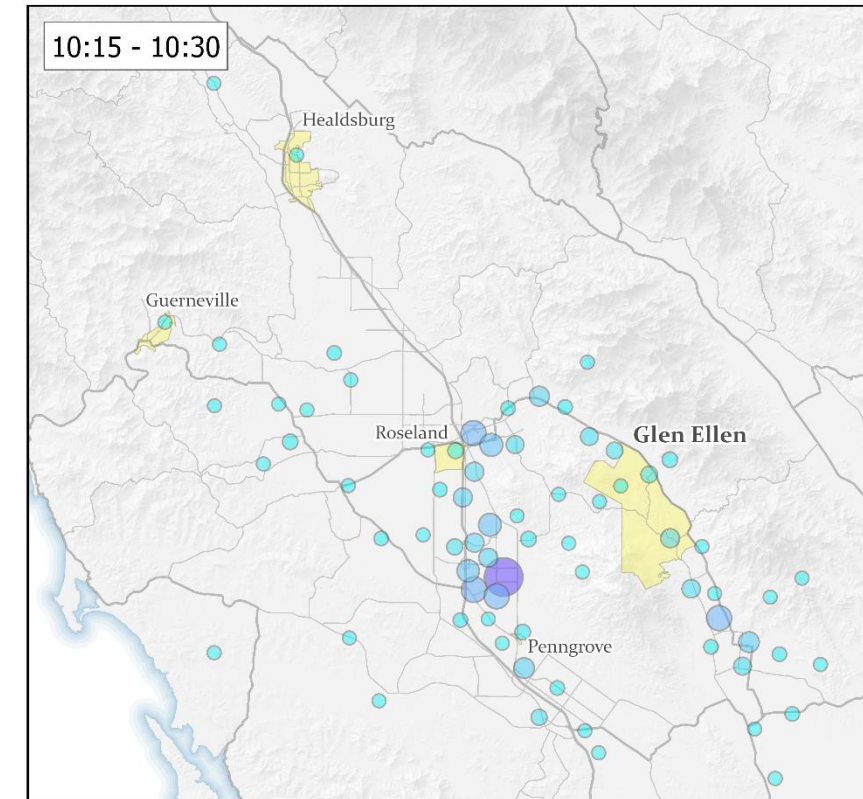 10:15 - 10:30
Healdsburg
Guerneville
Roseland
Glen Ellen
Penngrove